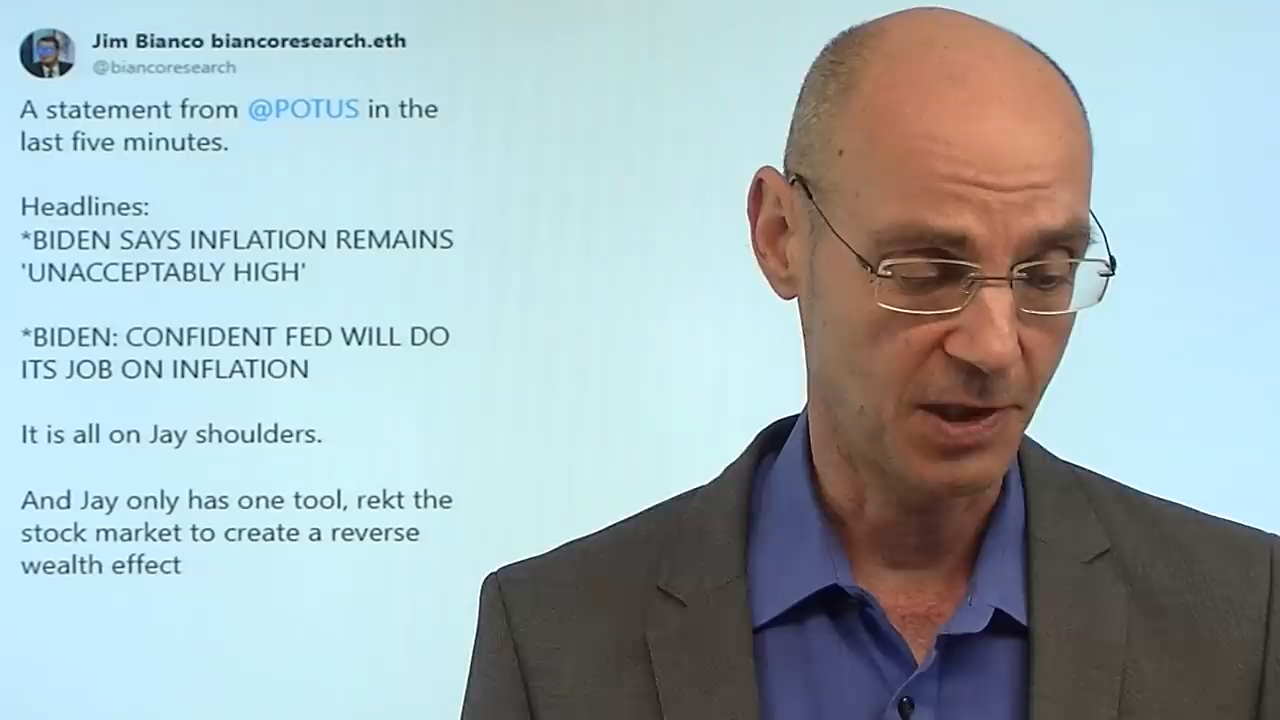 Jim Bianco biancoresearch.eth
@biancoresearch
A statement from @POTUS in the
last five minutes.
Headlines:
*BIDEN SAYS INFLATION REMAINS
'UNACCEPTABLY HIGH'
*BIDEN: CONFIDENT FED WILL DO
ITS JOB ON INFLATION
It is all on Jay shoulders.
And Jay only has one tool, rekt the
stock market to create a reverse
wealth effect